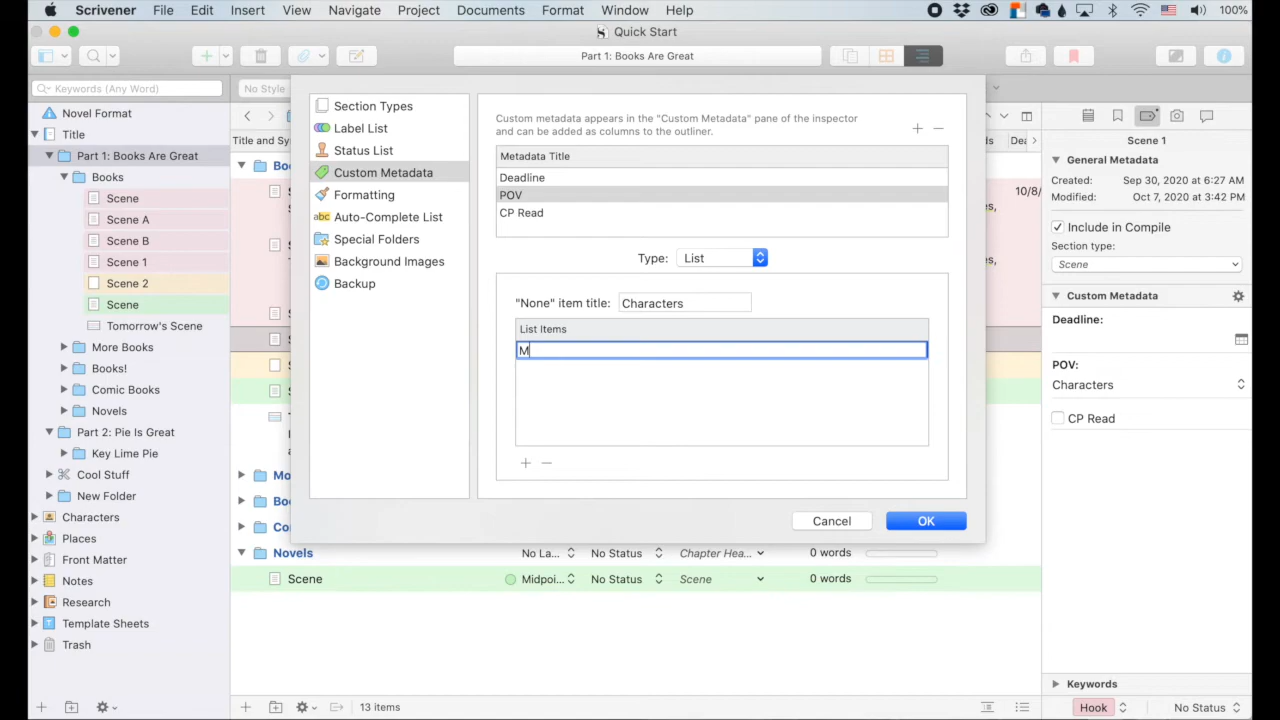 Scrivener File Edit Insert View Navigate Project Documents Format Window Help 100%
Quick Start
Part 1: Books Are Great
Keywords (Any Word)
No Style
Novel Format
Title
Part 1: Books Are Great
Books
Scene
Scene A
Scene B
Scene 1
Scene 2
Scene
Tomorrow's Scene
More Books
Books!
Comic Books
Novels
Part 2: Pie Is Great
Key Lime Pie
Cool Stuff
New Folder
Characters
Places
Front Matter
Notes
Research
Template Sheets
Trash
Title and Sy
Section Types
Label List
Status List
Custom Metadata
Formatting
abc Auto-Complete List
Special Folders
Background Images
Backup
Custom metadata appears in the "Custom Metadata" pane of the inspector
and can be added as columns to the outliner.
Metadata Title
Deadline
POV
CP Read
Type: List
"None" item title: Characters
List Items
M
Cancel OK
10/8/
Novels No La... No Status Chapter Hea... 0 words
Scene Midpoi... No Status Scene 0 words
13 items
Scene 1
General Metadata
Created: Sep 30, 2020 at 6:27 AM
Modified: Oct 7, 2020 at 3:42 PM
Include in Compile
Section type:
Scene
Custom Metadata
Deadline:
POV:
Characters
CP Read
Keywords
Hook No Status